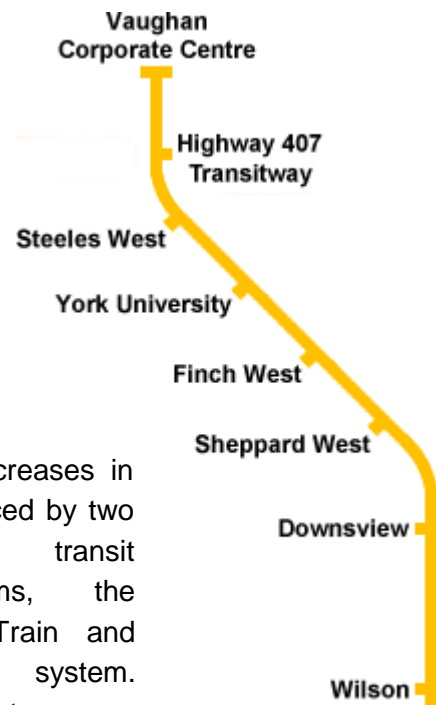 Vaughan
Corporate Centre
Highway 407
Transitway
Steeles West
York University
Finch West
Sheppard West
creases in
ced by two
transit
ns, the
Train and
system.
Downsview
Wilson